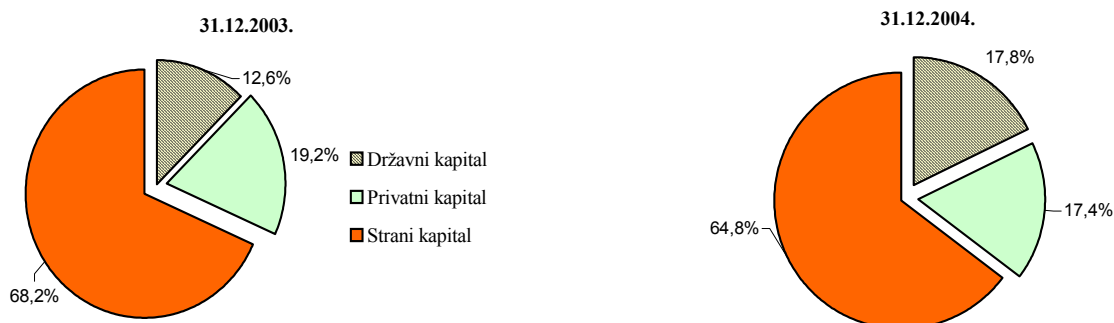 31.12.2003.
12,6%
19,2%
68,2%
Državni kapital
Privatni kapital
Strani kapital
31.12.2004.
17,8%
17,4%
64,8%